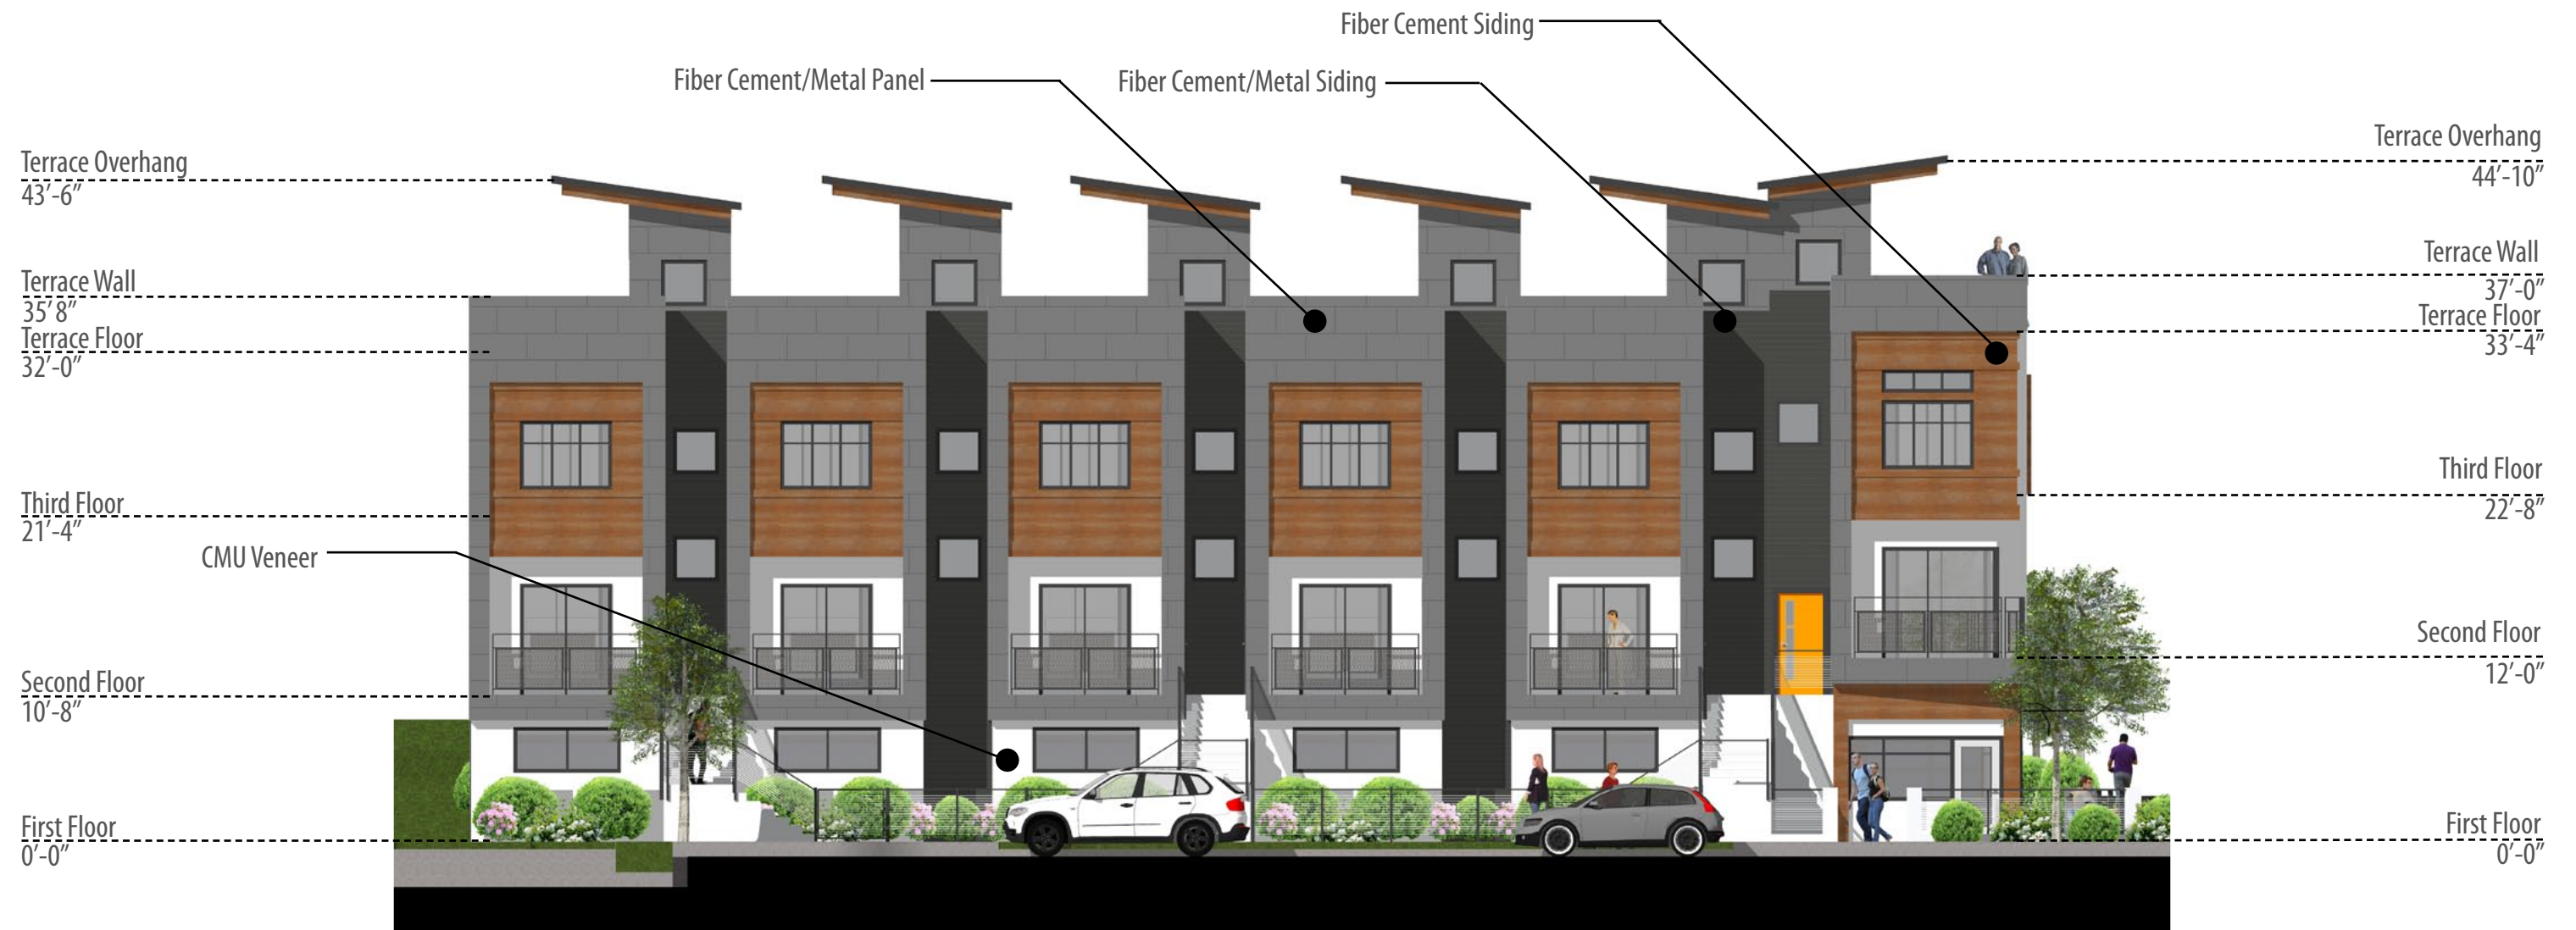 Fiber Cement Siding
Fiber Cement/Metal Panel
Fiber Cement/Metal Siding
Terrace Overhang
43’-6”
Terrace Wall
35’8”
Terrace Floor
32’-0”
Third Floor
21’-4”
CMU Veneer
Second Floor
10’-8”
First Floor
0’-0”
Terrace Overhang
44’-10”
Terrace Wall
37’-0”
Terrace Floor
33’-4”
Third Floor
22’-8”
Second Floor
12’-0”
First Floor
0’-0”